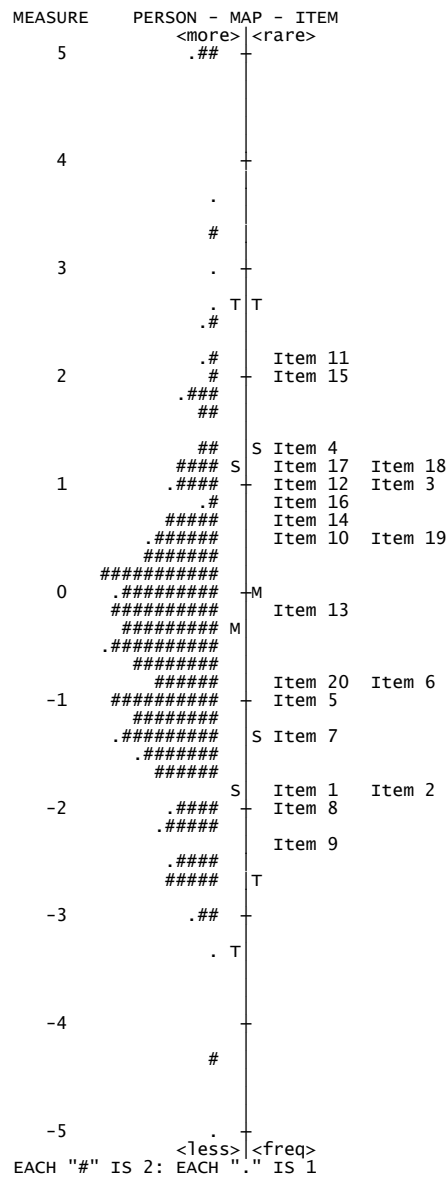 MEASURE PERSON - MAP - ITEM
<more>|<rare>
5 .## +
4 +
.
#
3 . +
. T|T
.#
.# Item 11
2 # + Item 15
.###
##
## |S Item 4
#### S| Item 17 Item 18
1 .#### + Item 12 Item 3
.# Item 16
##### Item 14
.###### Item 10 Item 19
#######
###########
0 .######### +M
########## Item 13
######### M|
.##########
########
###### Item 20 Item 6
-1 ########## + Item 5
########
.######### |S Item 7
.#######
######
S| Item 1 Item 2
-2 .#### + Item 8
.#####
Item 9
.####
##### |T
-3 .## +
. T|
-4 +
#
-5 . +
<less>|<freq>
EACH "#" IS 2: EACH "." IS 1